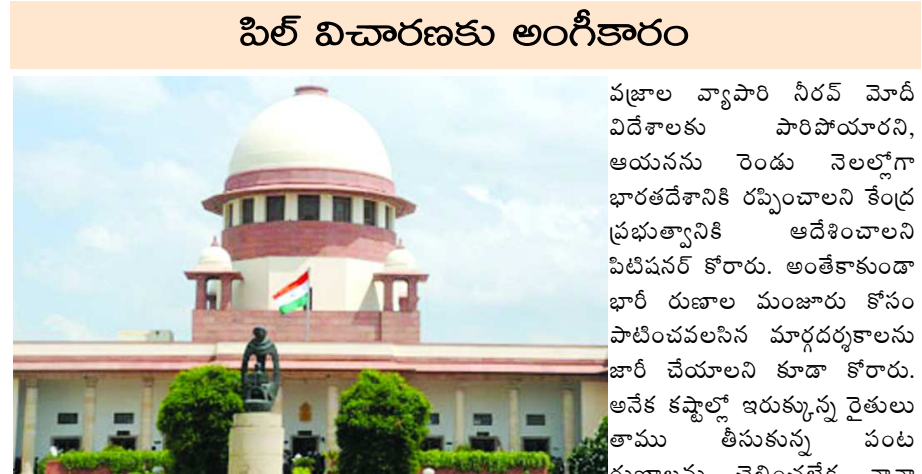 పిల్ విచారణకు అంగీకారం
వజ్రాల వ్యాపారి నీరవ్ మోదీ
విదేశాలకు పారిపోయారని,
ఆయనను రెండు నెలల్లోగా
భారతదేశానికి రప్పించాలని కేంద్ర
ప్రభుత్వానికి ఆదేశించాలని
పిటిషనర్ కోరారు. అంతేకాకుండా
భారీ రుణాల మంజూరు కోసం
పాటించవలసిన మార్గదర్శకాలను
జారీ చేయాలని కూడా కోరారు.
అనేక కష్టాల్లో ఇరుక్కున్న రైతులు
తాము తీసుకున్న పంట